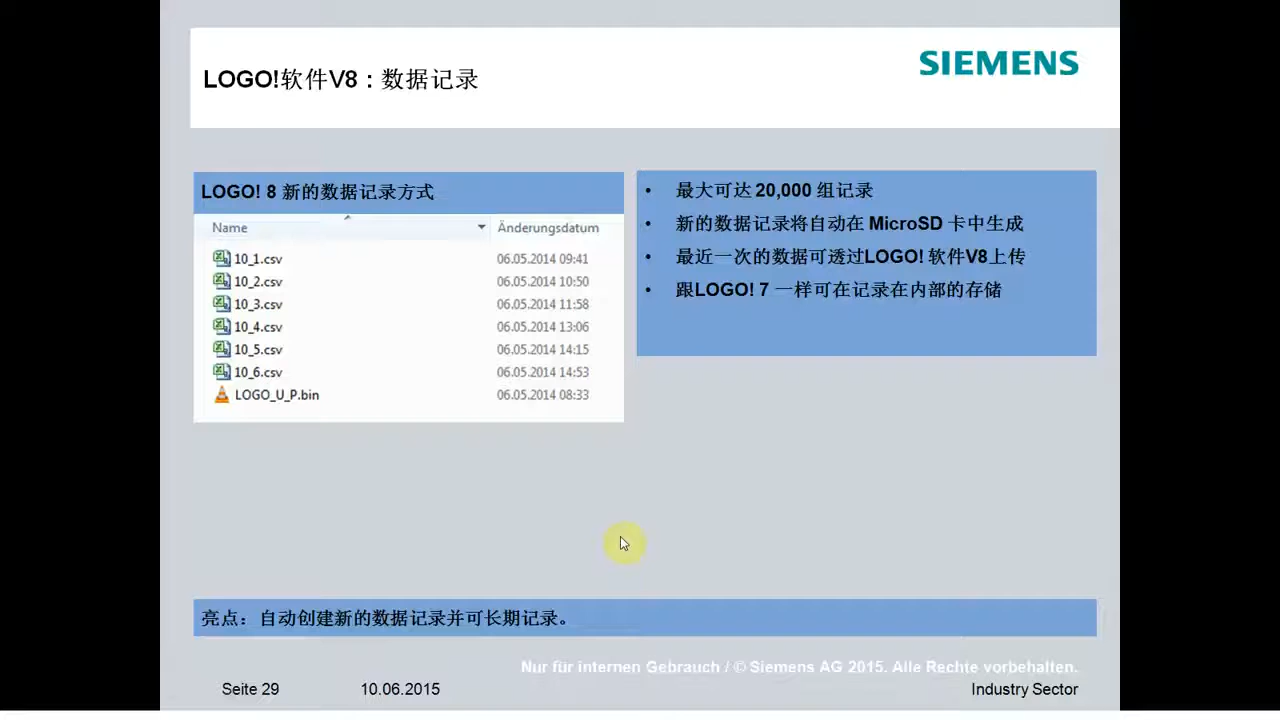 LOGO!软件V8：数据记录
SIEMENS
LOGO! 8 新的数据记录方式
Name Änderungsdatum
10_1.csv 06.05.2014 09:41
10_2.csv 06.05.2014 10:50
10_3.csv 06.05.2014 11:58
10_4.csv 06.05.2014 13:06
10_5.csv 06.05.2014 14:15
10_6.csv 06.05.2014 14:53
LOGO_U_P.bin 06.05.2014 08:33
• 最大可达 20,000 组记录
• 新的数据记录将自动在 MicroSD 卡中生成
• 最近一次的数据可透过LOGO! 软件V8上传
• 跟LOGO! 7 一样可在记录在内部的存储
亮点：自动创建新的数据记录并可长期记录。
Nur für internen Gebrauch / © Siemens AG 2015. Alle Rechte vorbehalten.
Seite 29 10.06.2015 Industry Sector